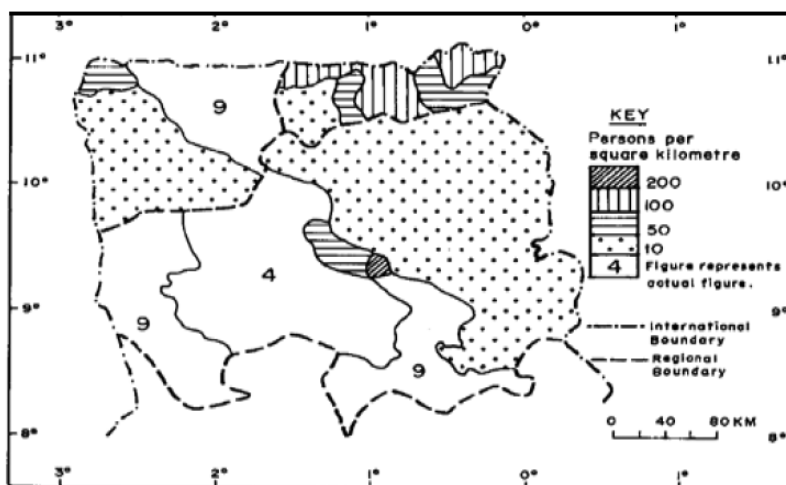 3° 2° 1° 0° 1°
11° 11°
9
KEY
Persons per
square kilometre
200
100
50
10
4 Figure represents
actual figure.
10° 10°
4
9° 9°
9
9
International
Boundary
Regional
Boundary
0 40 80 KM
8° 8°
3° 2° 1° 0° 1°